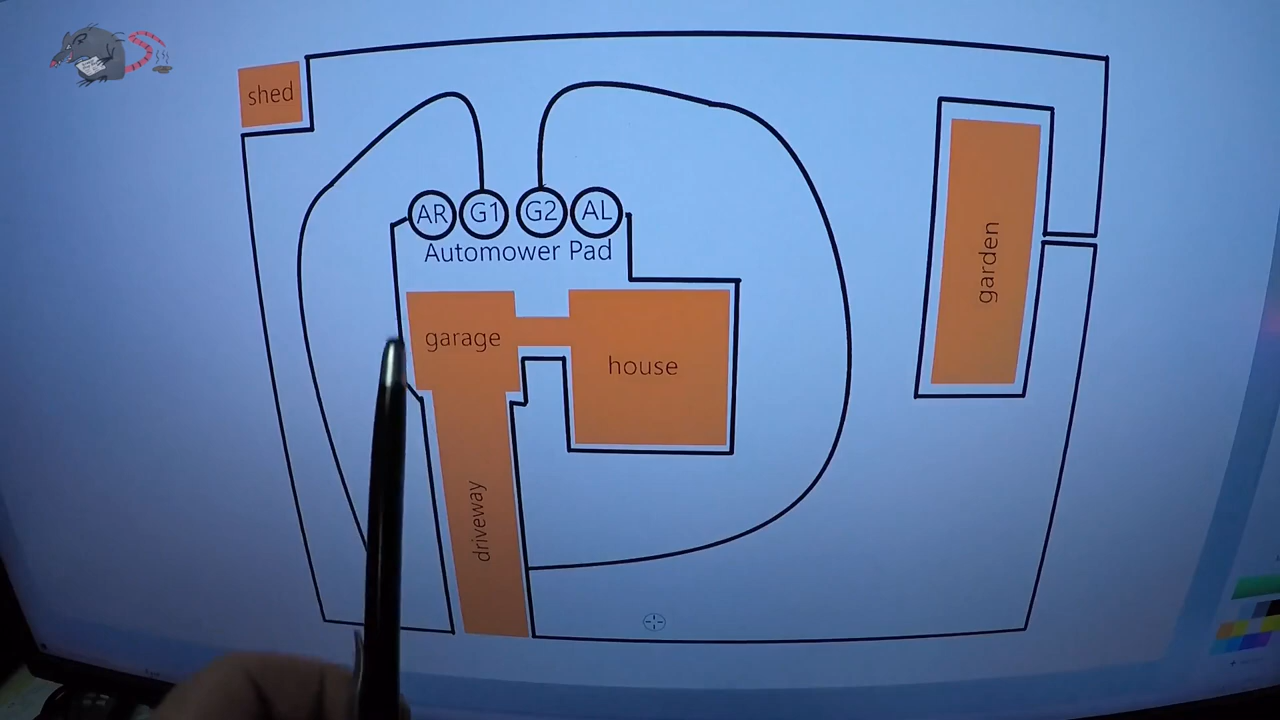 shed
AR G1 G2 AL
Automower Pad
garage
house
garden
driveway